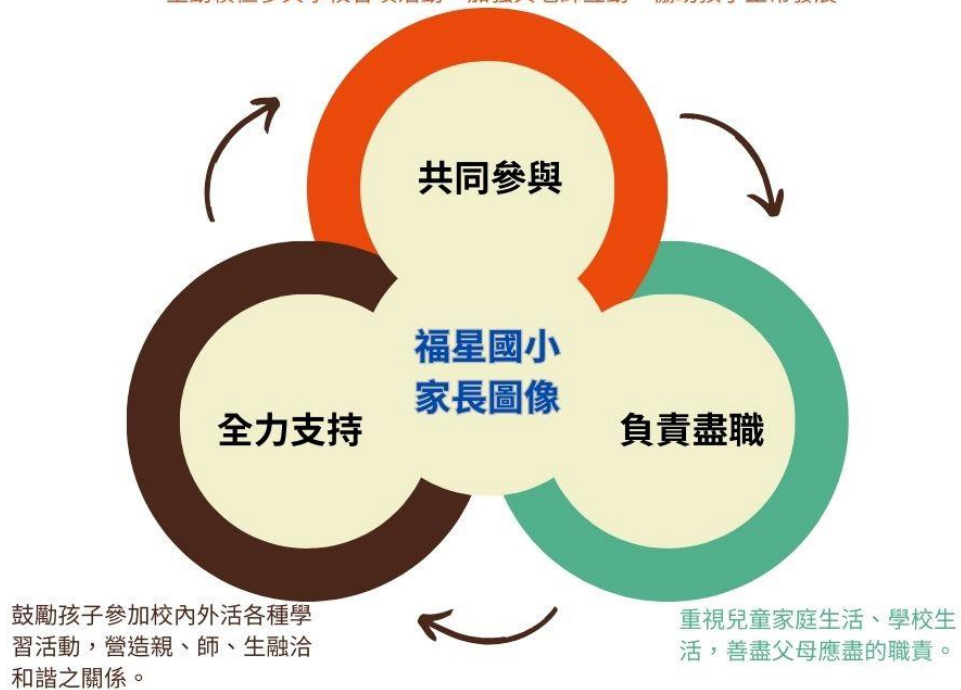 共同參與
福星國小
家長圖像
全力支持
負責盡職
鼓勵孩子參加校內外活各種學
習活動，營造親、師、生融洽
和諧之關係。
重視兒童家庭生活、學校生
活，善盡父母應盡的職責。